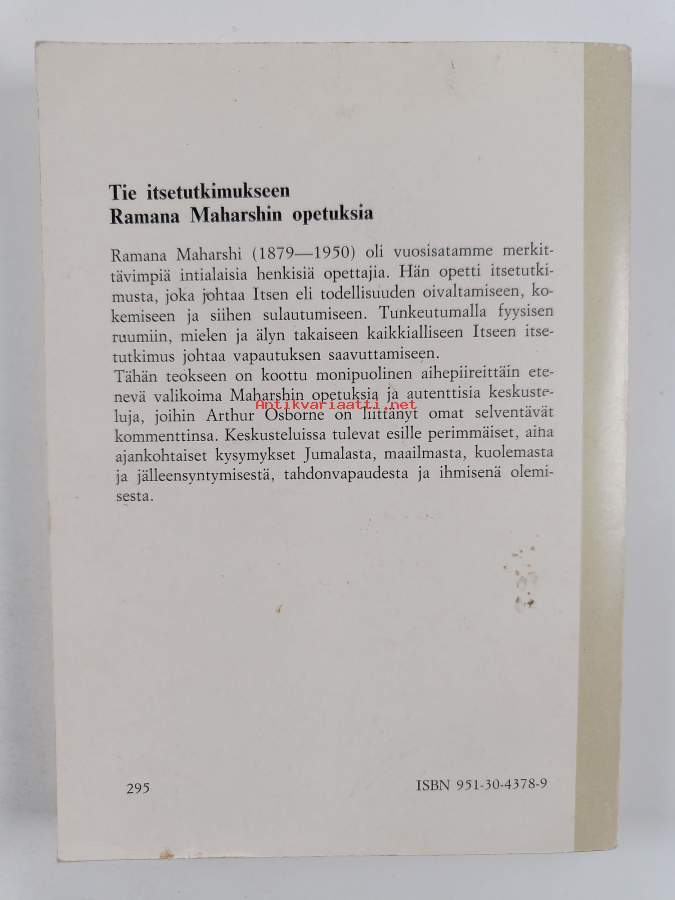 Tie itsetutkimukseen
Ramana Maharshin opetuksia
Ramana Maharshi (1879—1950) oli vuosisatamme merkit-
tävimpiä intialaisia henkisiä opettajia. Hän opetti itsetutki-
musta, joka johtaa Itsen eli todellisuuden oivaltamiseen, ko-
kemiseen ja siihen sulautumiseen. Tunkeutumalla fyysisen
ruumiin, mielen ja älyn takaiseen kaikkialliseen Itseen itse-
tutkimus johtaa vapautuksen saavuttamiseen.
Tähän teokseen on koottu monipuolinen aihepiireittäin ete-
nevä valikoima Maharshin opetuksia ja autenttisia keskuste-
Antikvariaatti.net
luja, joihin Arthur Osborne on liittänyt omat selventävät
kommenttinsa. Keskusteluissa tulevat esille perimmäiset, aina
ajankohtaiset kysymykset Jumalasta, maailmasta, kuolemasta
ja jälleensyntymisestä, tahdonvapaudesta ja ihmisenä olemi-
sesta.
295
ISBN 951-30-4378-9